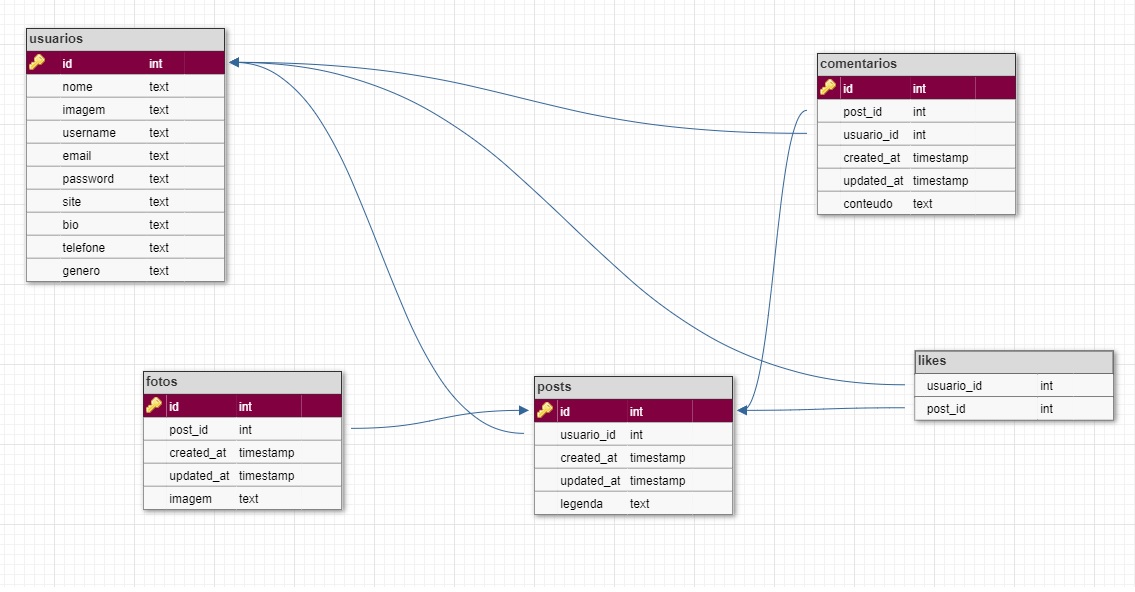 usuarios
id int
nome text
imagem text
username text
email text
password text
site text
bio text
telefone text
genero text
comentarios
id int
post_id int
usuario_id int
created_at timestamp
updated_at timestamp
conteudo text
fotos
id int
post_id int
created_at timestamp
updated_at timestamp
imagem text
posts
id int
usuario_id int
created_at timestamp
updated_at timestamp
legenda text
likes
usuario_id int
post_id int